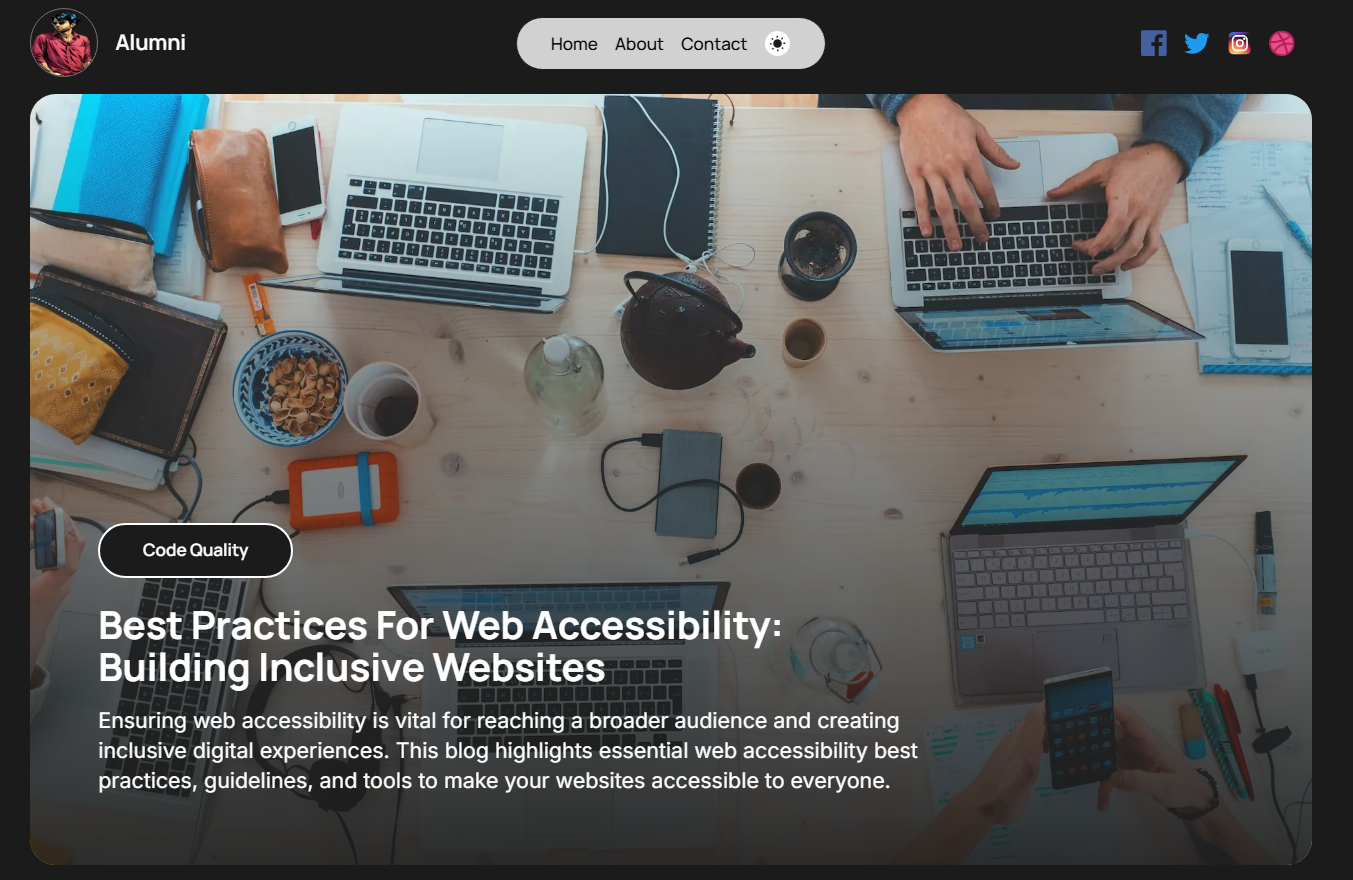 Alumni
Home About Contact
Code Quality
Best Practices For Web Accessibility:
Building Inclusive Websites
Ensuring web accessibility is vital for reaching a broader audience and creating
inclusive digital experiences. This blog highlights essential web accessibility best
practices, guidelines, and tools to make your websites accessible to everyone.